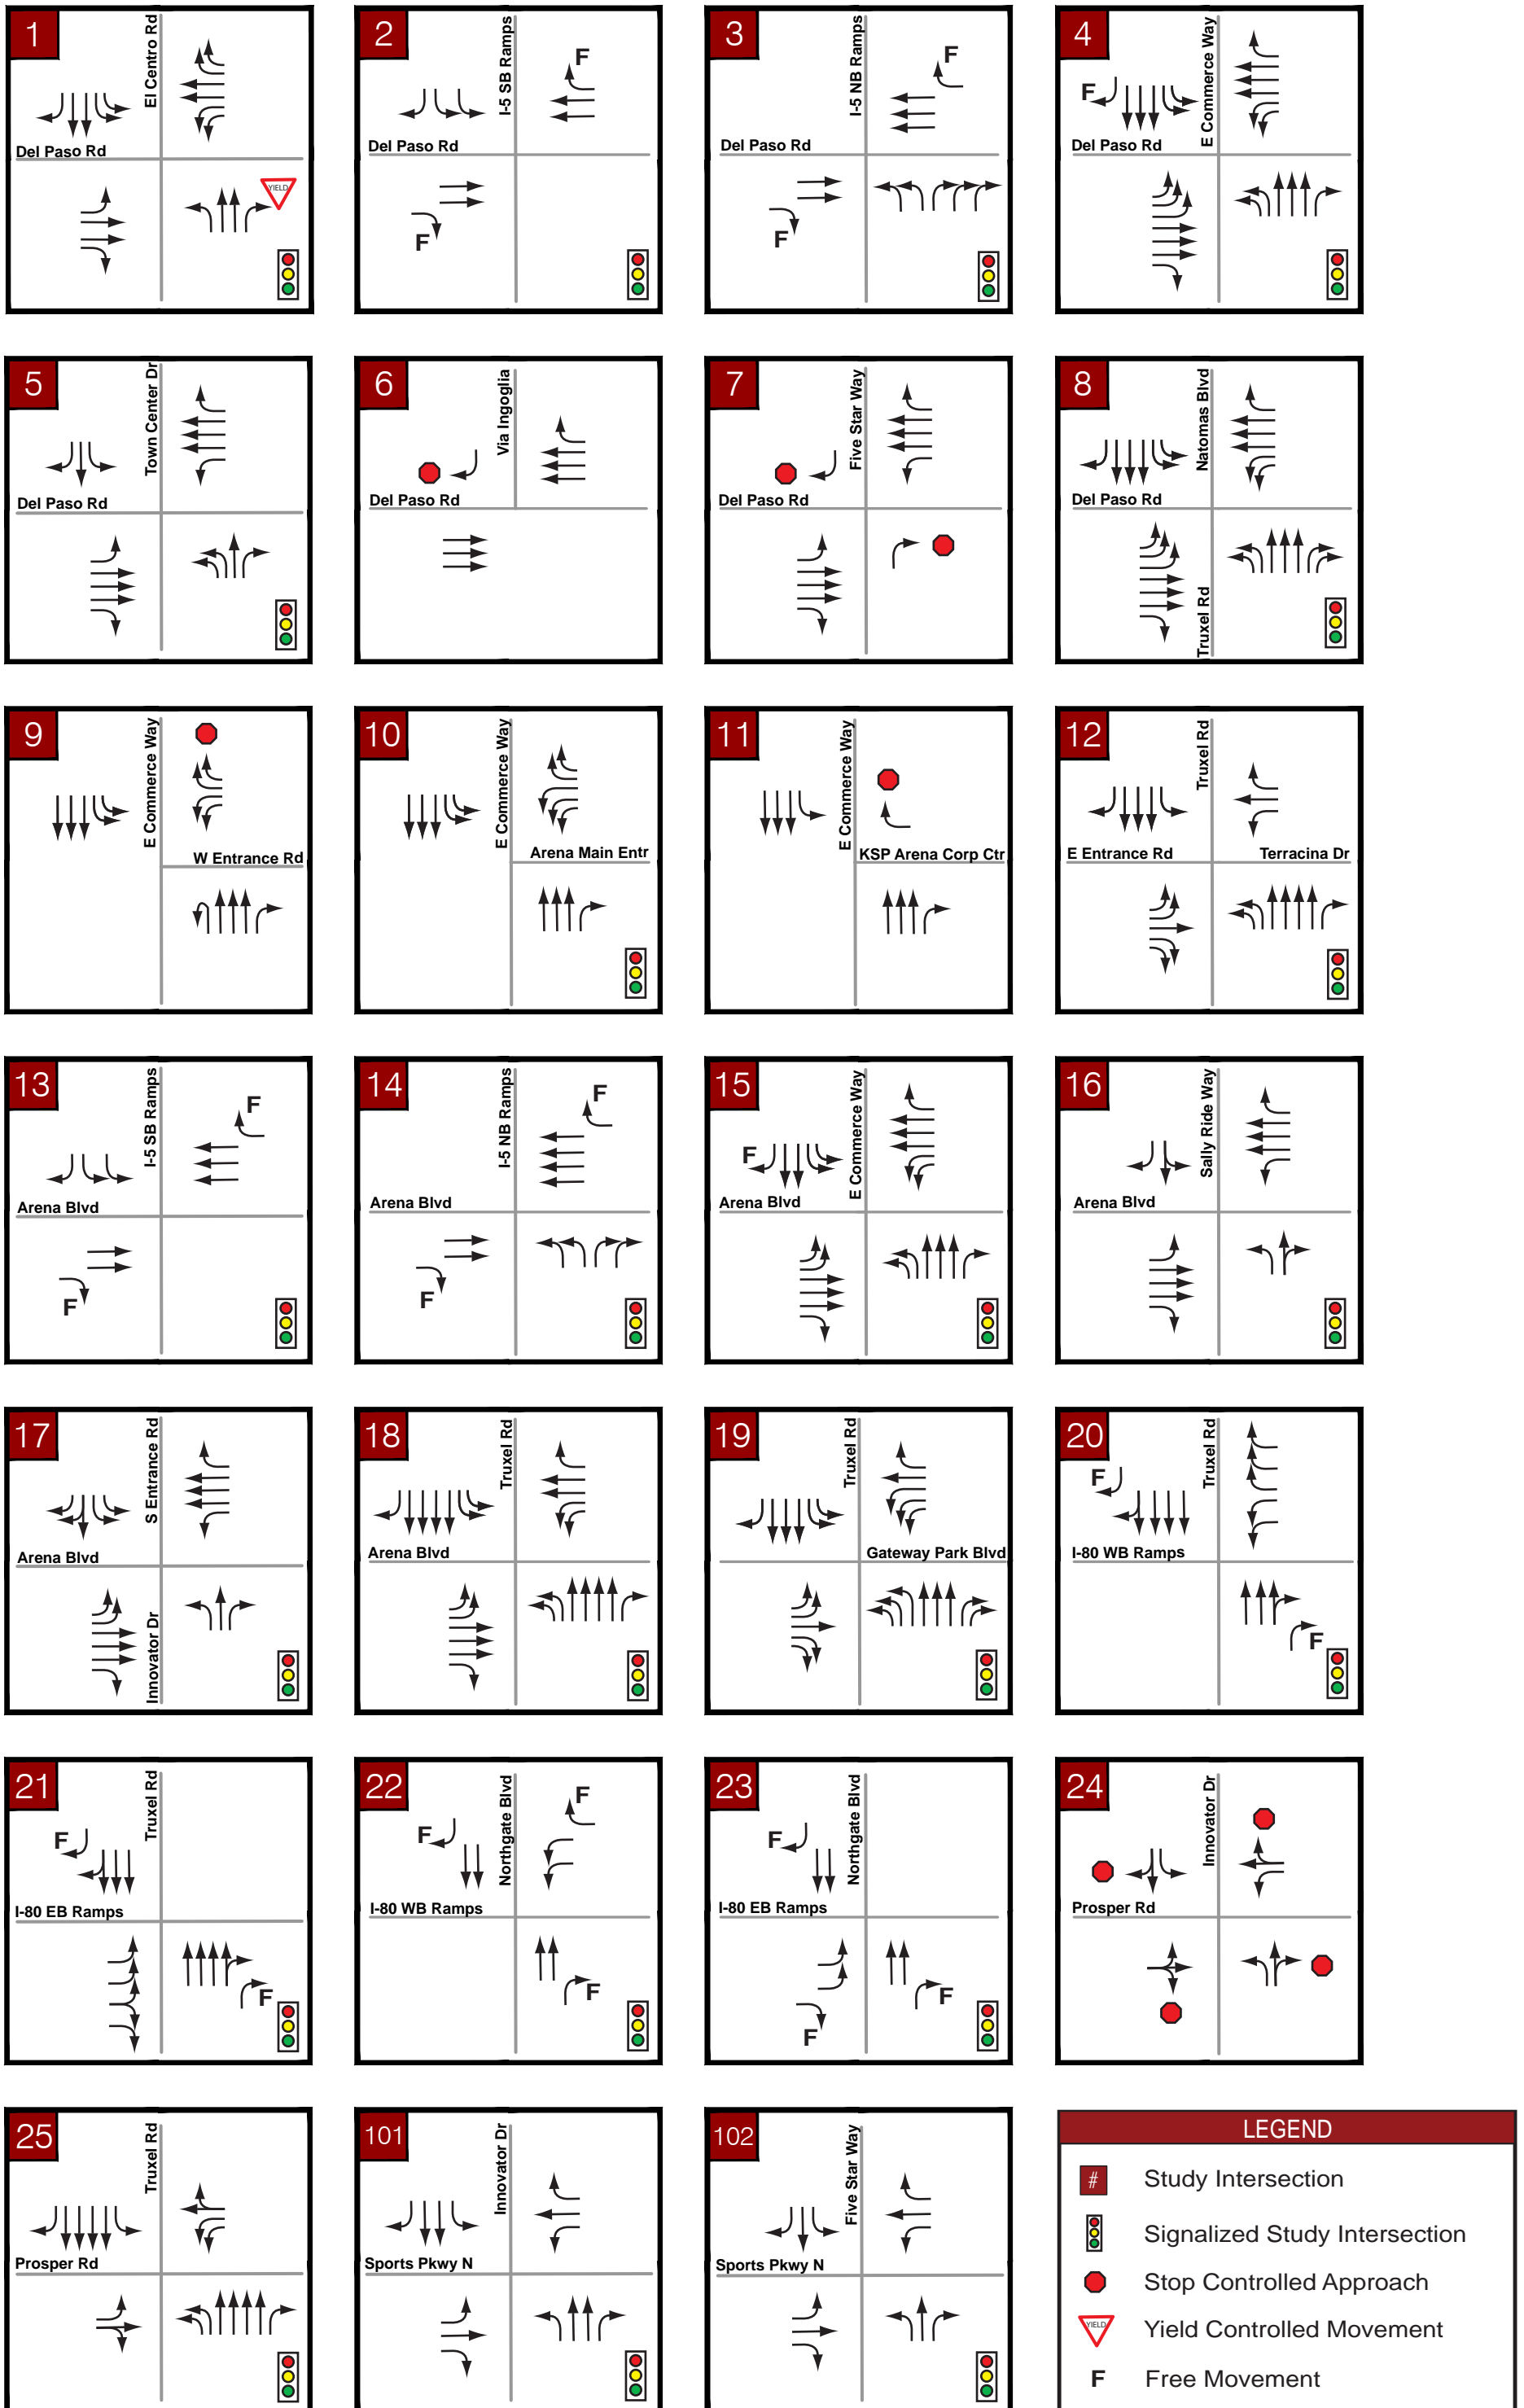 1
El Centro Rd
Del Paso Rd
YIELD
2
I-5 SB Ramps
F
Del Paso Rd
F
3
I-5 NB Ramps
F
Del Paso Rd
F
4
E Commerce Way
F
Del Paso Rd
5
Town Center Dr
Del Paso Rd
6
Via Ingoglia
Del Paso Rd
7
Five Star Way
Del Paso Rd
8
Natomas Blvd
Del Paso Rd
Truxel Rd
9
E Commerce Way
W Entrance Rd
10
E Commerce Way
Arena Main Entr
11
E Commerce Way
KSP Arena Corp Ctr
12
Truxel Rd
E Entrance Rd
Terracina Dr
13
I-5 SB Ramps
F
Arena Blvd
F
14
I-5 NB Ramps
F
Arena Blvd
F
15
E Commerce Way
F
Arena Blvd
16
Sally Ride Way
Arena Blvd
17
S Entrance Rd
Arena Blvd
Innovator Dr
18
Truxel Rd
Arena Blvd
19
Truxel Rd
Gateway Park Blvd
20
Truxel Rd
F
I-80 WB Ramps
F
21
Truxel Rd
F
I-80 EB Ramps
F
22
Northgate Blvd
F
F
I-80 WB Ramps
F
23
Northgate Blvd
F
I-80 EB Ramps
F
F
24
Innovator Dr
Prosper Rd
25
Truxel Rd
Prosper Rd
101
Innovator Dr
Sports Pkwy N
102
Five Star Way
Sports Pkwy N
LEGEND
# Study Intersection
Signalized Study Intersection
Stop Controlled Approach
YIELD Yield Controlled Movement
F Free Movement